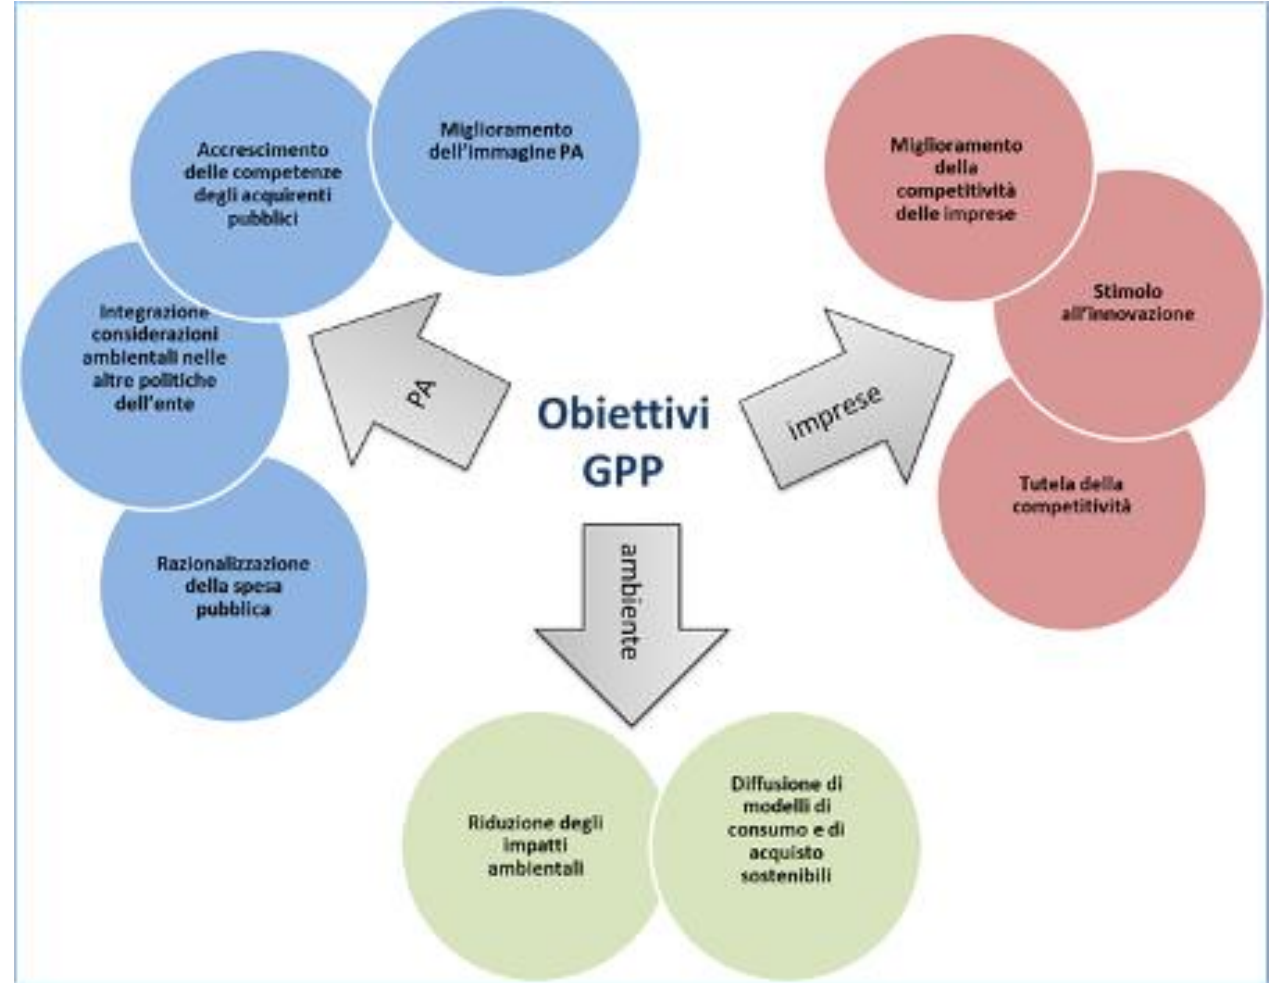 Miglioramento
dell'immagine PA
Accrescimento
delle competenze
degli acquirenti
pubblici
Integrazione
considerazioni
ambientali nelle
altre politiche
dell'ente
Razionalizzazione
della spesa
pubblica
PA
Obiettivi
GPP
imprese
Miglioramento
della
competitività
delle imprese
Stimolo
all'innovazione
Tutela della
competitività
ambiente
Riduzione degli
impatti
ambientali
Diffusione di
modelli di
consumo e di
acquisto
sostenibili